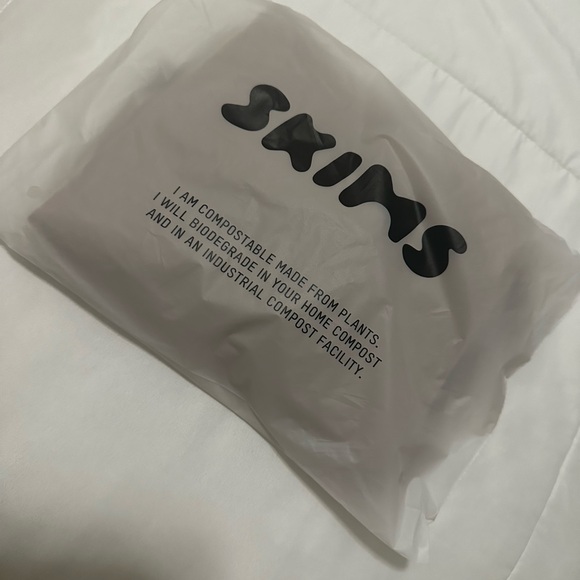 SKIMS
I AM COMPOSTABLE MADE FROM PLANTS.
I WILL BIODEGRADE IN YOUR HOME COMPOST
AND IN AN INDUSTRIAL COMPOST FACILITY.